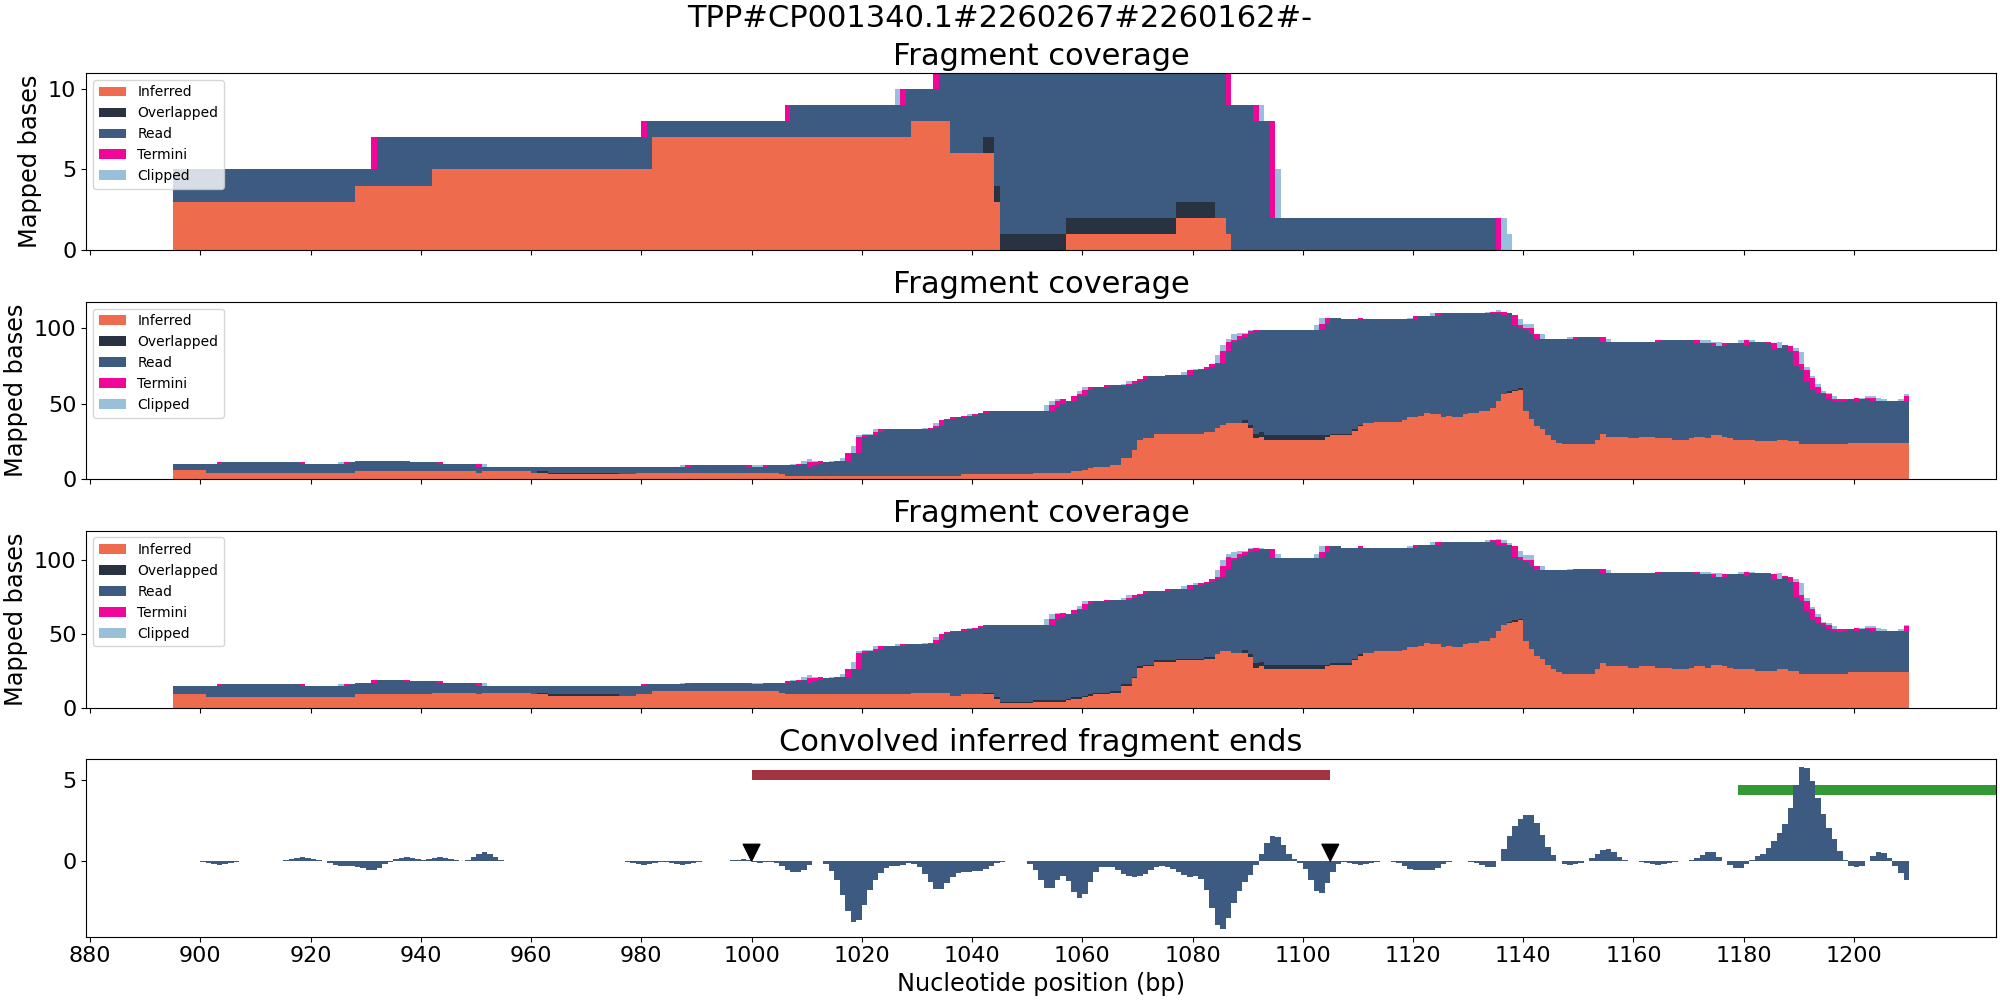 TPP#CP001340.1#2260267#2260162#-
Fragment coverage
Mapped bases
10
5
0
Inferred
Overlapped
Read
Termini
Clipped
Fragment coverage
Mapped bases
100
50
0
Inferred
Overlapped
Read
Termini
Clipped
Fragment coverage
Mapped bases
100
50
0
Inferred
Overlapped
Read
Termini
Clipped
Convolved inferred fragment ends
5
0
880 900 920 940 960 980 1000 1020 1040 1060 1080 1100 1120 1140 1160 1180 1200
Nucleotide position (bp)